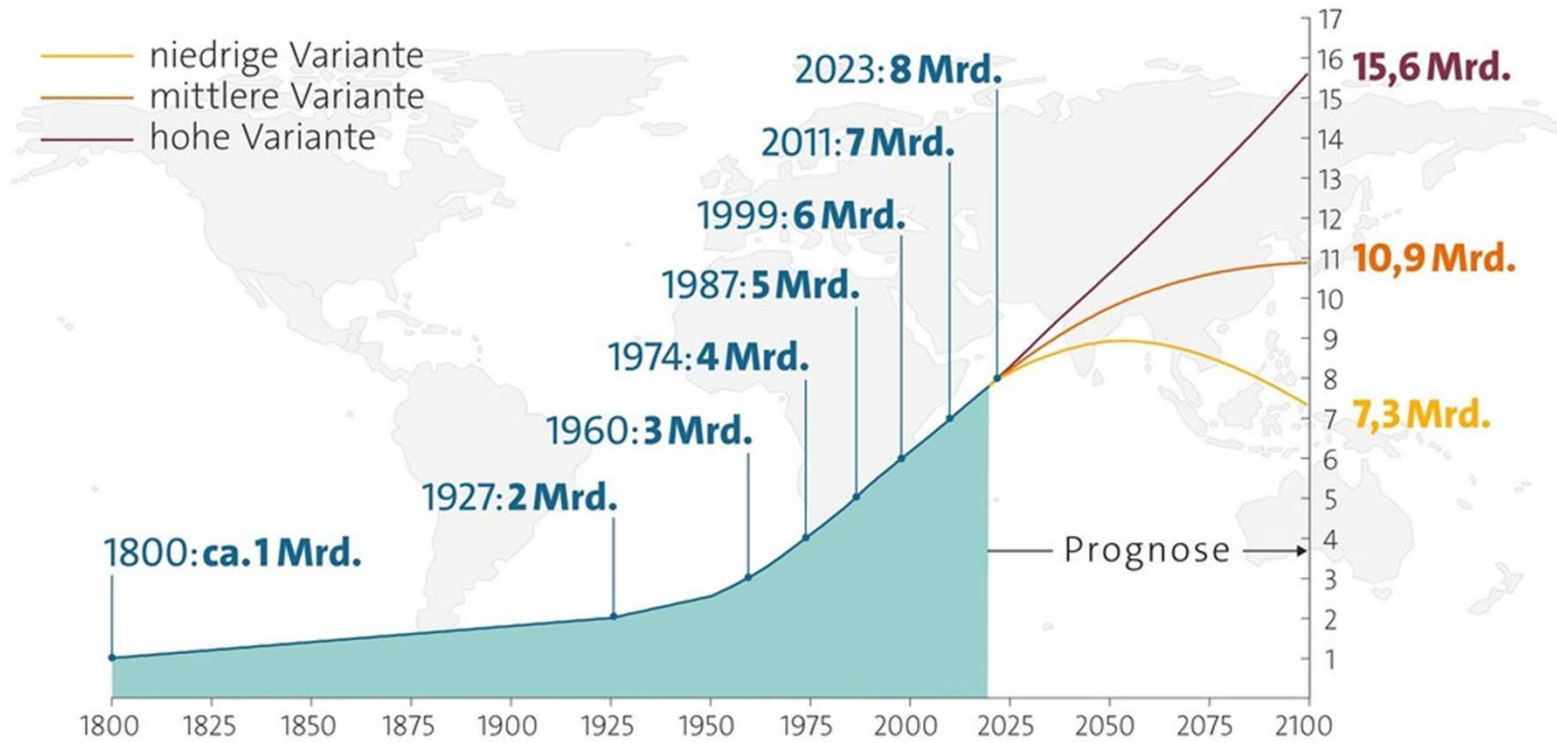 niedrige Variante
mittlere Variante
hohe Variante
1800: ca. 1 Mrd.
1927: 2 Mrd.
1960: 3 Mrd.
1974: 4 Mrd.
1987: 5 Mrd.
1999: 6 Mrd.
2011: 7 Mrd.
2023: 8 Mrd.
17
16
15
14
13
12
11
10
9
8
7
6
5
4
3
2
1
15,6 Mrd.
10,9 Mrd.
7,3 Mrd.
Prognose
1800 1825 1850 1875 1900 1925 1950 1975 2000 2025 2050 2075 2100